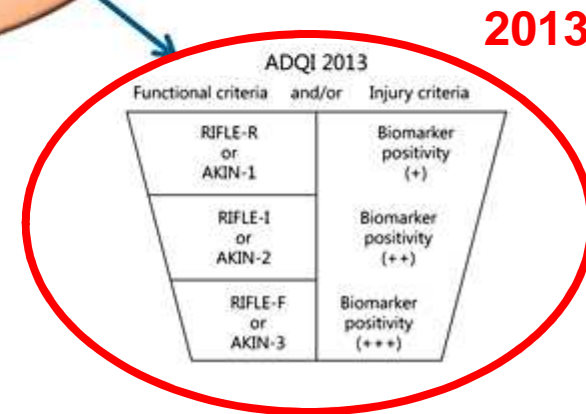 2013
ADQI 2013
Functional criteria and/or Injury criteria
RIFLE-R
or
AKIN-1
Biomarker
positivity
(+)
RIFLE-I
or
AKIN-2
Biomarker
positivity
(++)
RIFLE-F
or
AKIN-3
Biomarker
positivity
(+++)